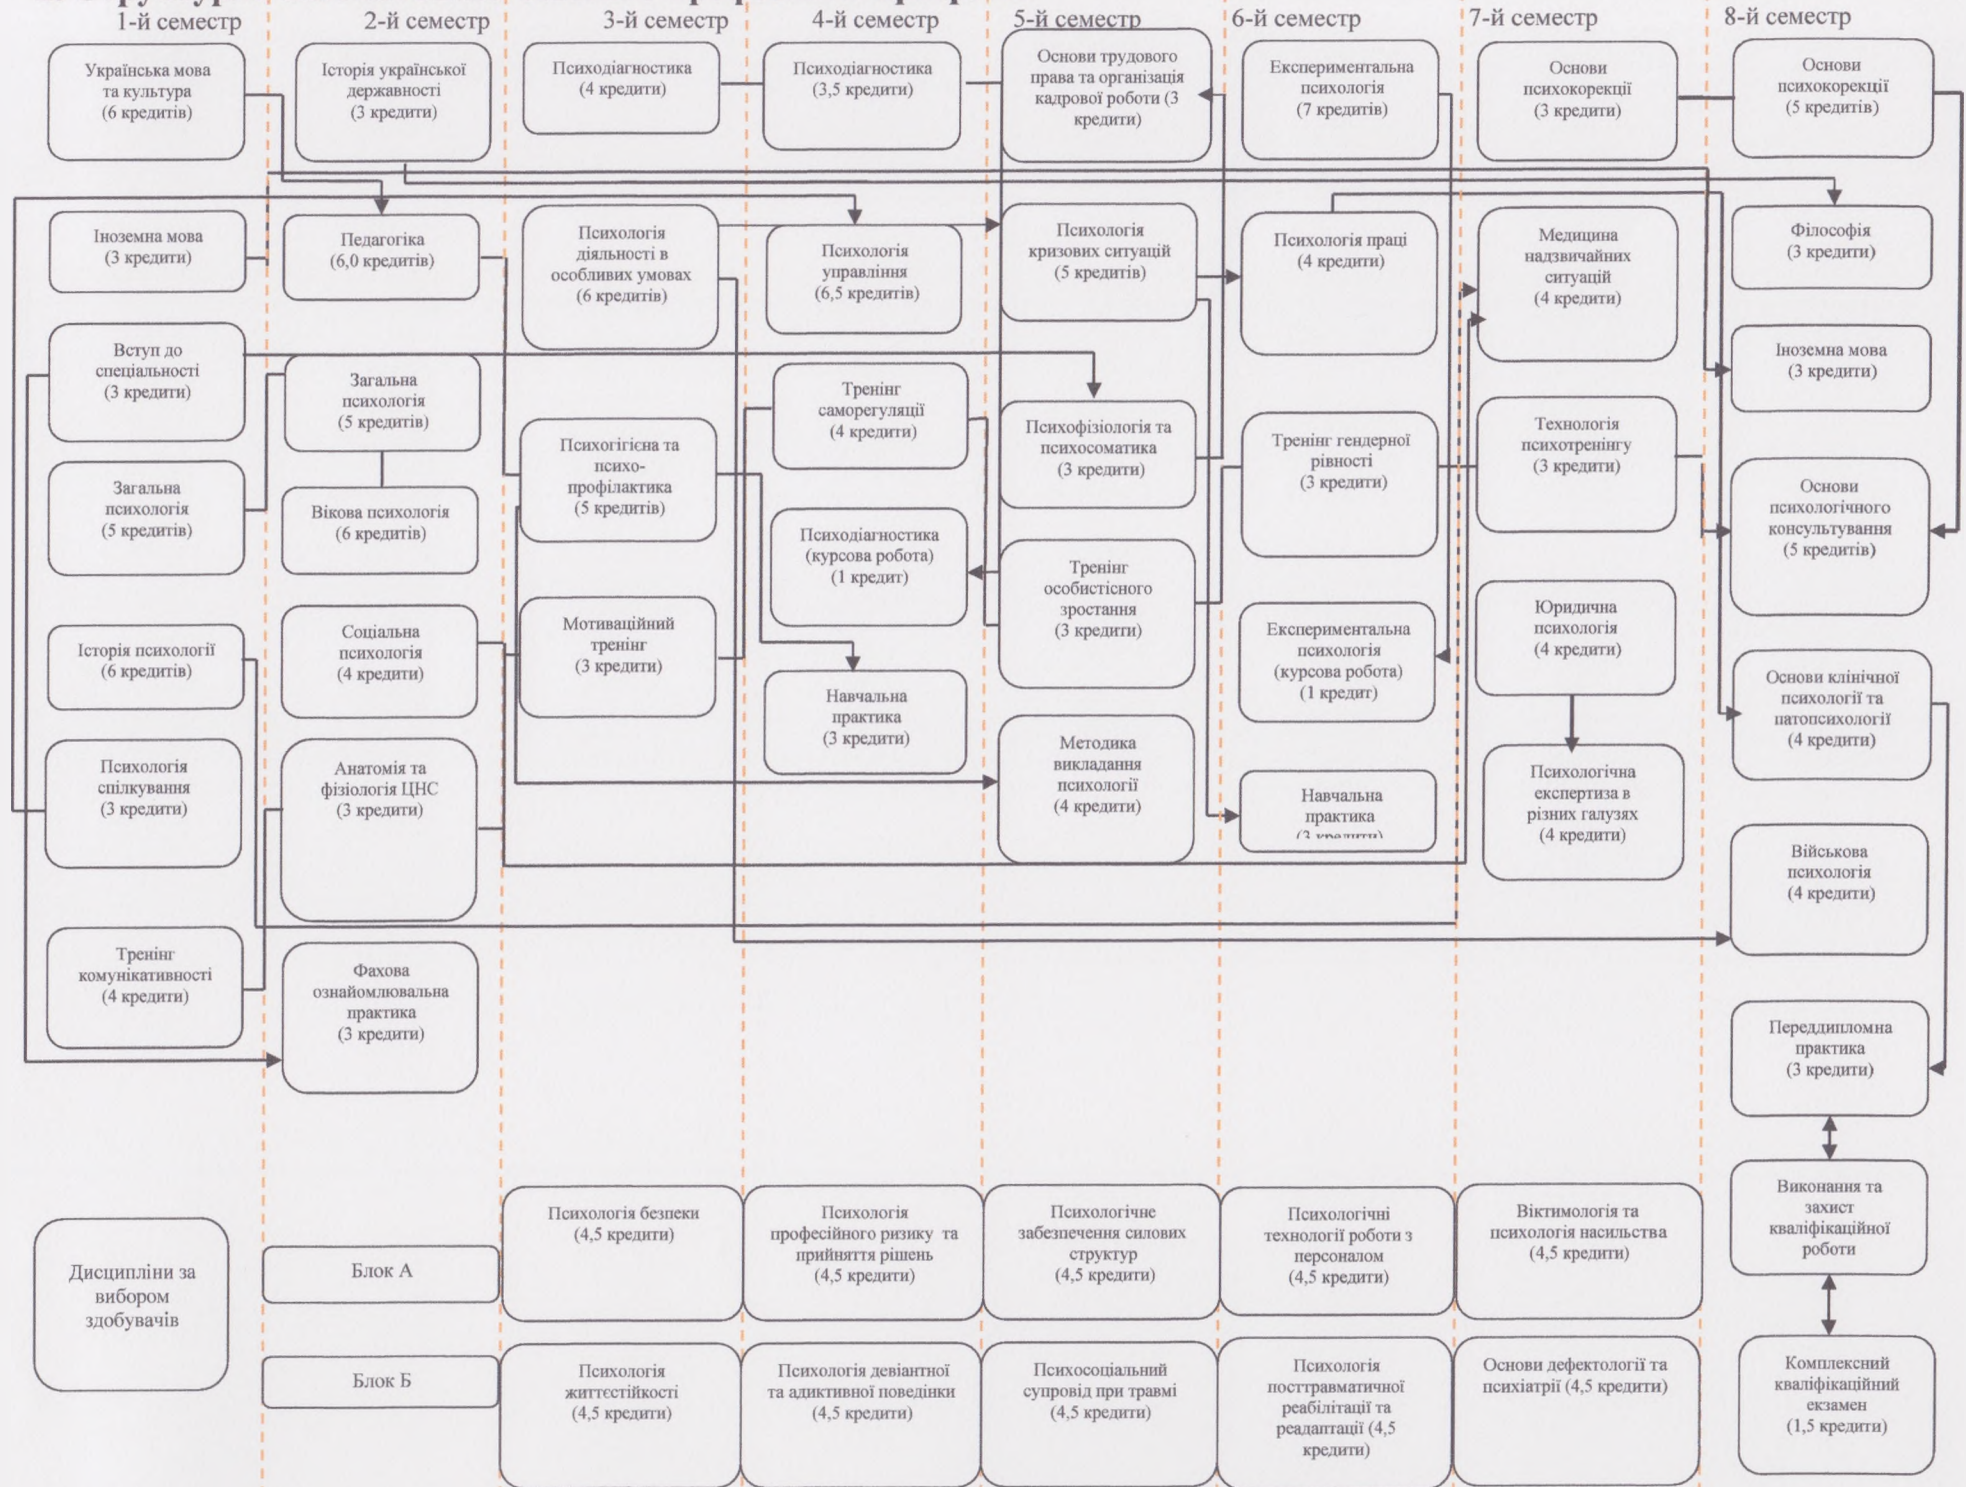 1-й семестр
2-й семестр
3-й семестр
4-й семестр
5-й семестр
6-й семестр
7-й семестр
8-й семестр
Українська мова
та культура
(6 кредитів)
Іноземна мова
(3 кредити)
Вступ до
спеціальності
(3 кредити)
Загальна
психологія
(5 кредитів)
Історія психології
(6 кредитів)
Психологія
спілкування
(3 кредити)
Тренінг
комунікативності
(4 кредити)
Історія української
державності
(3 кредити)
Педагогіка
(6,0 кредитів)
Загальна
психологія
(5 кредитів)
Вікова психологія
(6 кредитів)
Соціальна
психологія
(4 кредити)
Анатомія та
фізіологія ЦНС
(3 кредити)
Фахова
ознайомлювальна
практика
(3 кредити)
Психодіагностика
(4 кредити)
Психологія
діяльності в
особливих умовах
(6 кредитів)
Психогігієна та
психо-
профілактика
(5 кредитів)
Мотиваційний
тренінг
(3 кредити)
Психодіагностика
(3,5 кредити)
Психологія
управління
(6,5 кредитів)
Тренінг
саморегуляції
(4 кредити)
Психодіагностика
(курсова робота)
(1 кредит)
Навчальна
практика
(3 кредити)
Основи трудового
права та організація
кадрової роботи (3
кредити)
Психологія
кризових ситуацій
(5 кредитів)
Психофізіологія та
психосоматика
(3 кредити)
Тренінг
особистісного
зростання
(3 кредити)
Методика
викладання
психології
(4 кредити)
Експериментальна
психологія
(7 кредитів)
Психологія праці
(4 кредити)
Тренінг гендерної
рівності
(3 кредити)
Експериментальна
психологія
(курсова робота)
(1 кредит)
Навчальна
практика
(3 кредити)
Основи
психокорекції
(3 кредити)
Медицина
надзвичайних
ситуацій
(4 кредити)
Технологія
психотренінгу
(3 кредити)
Юридична
психологія
(4 кредити)
Психологічна
експертиза в
різних галузях
(4 кредити)
Основи
психокорекції
(5 кредитів)
Філософія
(3 кредити)
Іноземна мова
(3 кредити)
Основи
психологічного
консультування
(5 кредитів)
Основи клінічної
психології та
патопсихології
(4 кредити)
Військова
психологія
(4 кредити)
Переддипломна
практика
(3 кредити)
Виконання та
захист
кваліфікаційної
роботи
Комплексний
кваліфікаційний
екзамен
(1,5 кредити)
Дисципліни за
вибором
здобувачів
Блок А
Психологія безпеки
(4,5 кредити)
Психологія
професійного ризику та
прийняття рішень
(4,5 кредити)
Психологічне
забезпечення силових
структур
(4,5 кредити)
Психологічні
технології роботи з
персоналом
(4,5 кредити)
Віктимологія та
психологія насильства
(4,5 кредити)
Блок Б
Психологія
життєстійкості
(4,5 кредити)
Психологія девіантної
та адиктивної поведінки
(4,5 кредити)
Психосоціальний
супровід при травмі
(4,5 кредити)
Психологія
посттравматичної
реабілітації та
реадаптації (4,5
кредити)
Основи дефектології та
психіатрії (4,5 кредити)